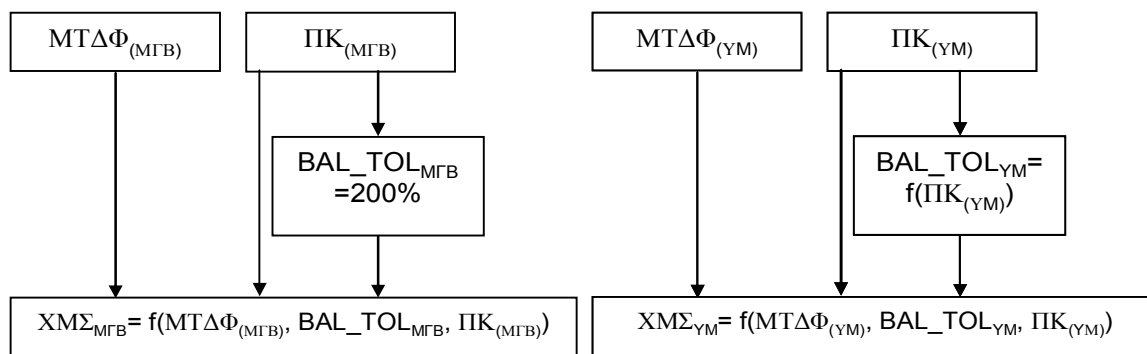 ΜΤΔΦ(ΜΓΒ)
ΠΚ(ΜΓΒ)
BAL_TOLΜΓΒ
=200%
ΧΜΣΜΓΒ= f(ΜΤΔΦ(ΜΓΒ), BAL_TOLΜΓΒ, ΠΚ(ΜΓΒ))
ΜΤΔΦ(ΥΜ)
ΠΚ(ΥΜ)
BAL_TOLΥΜ=
f(ΠΚ(ΥΜ))
ΧΜΣΥΜ= f(ΜΤΔΦ(ΥΜ), BAL_TOLΥΜ, ΠΚ(ΥΜ))